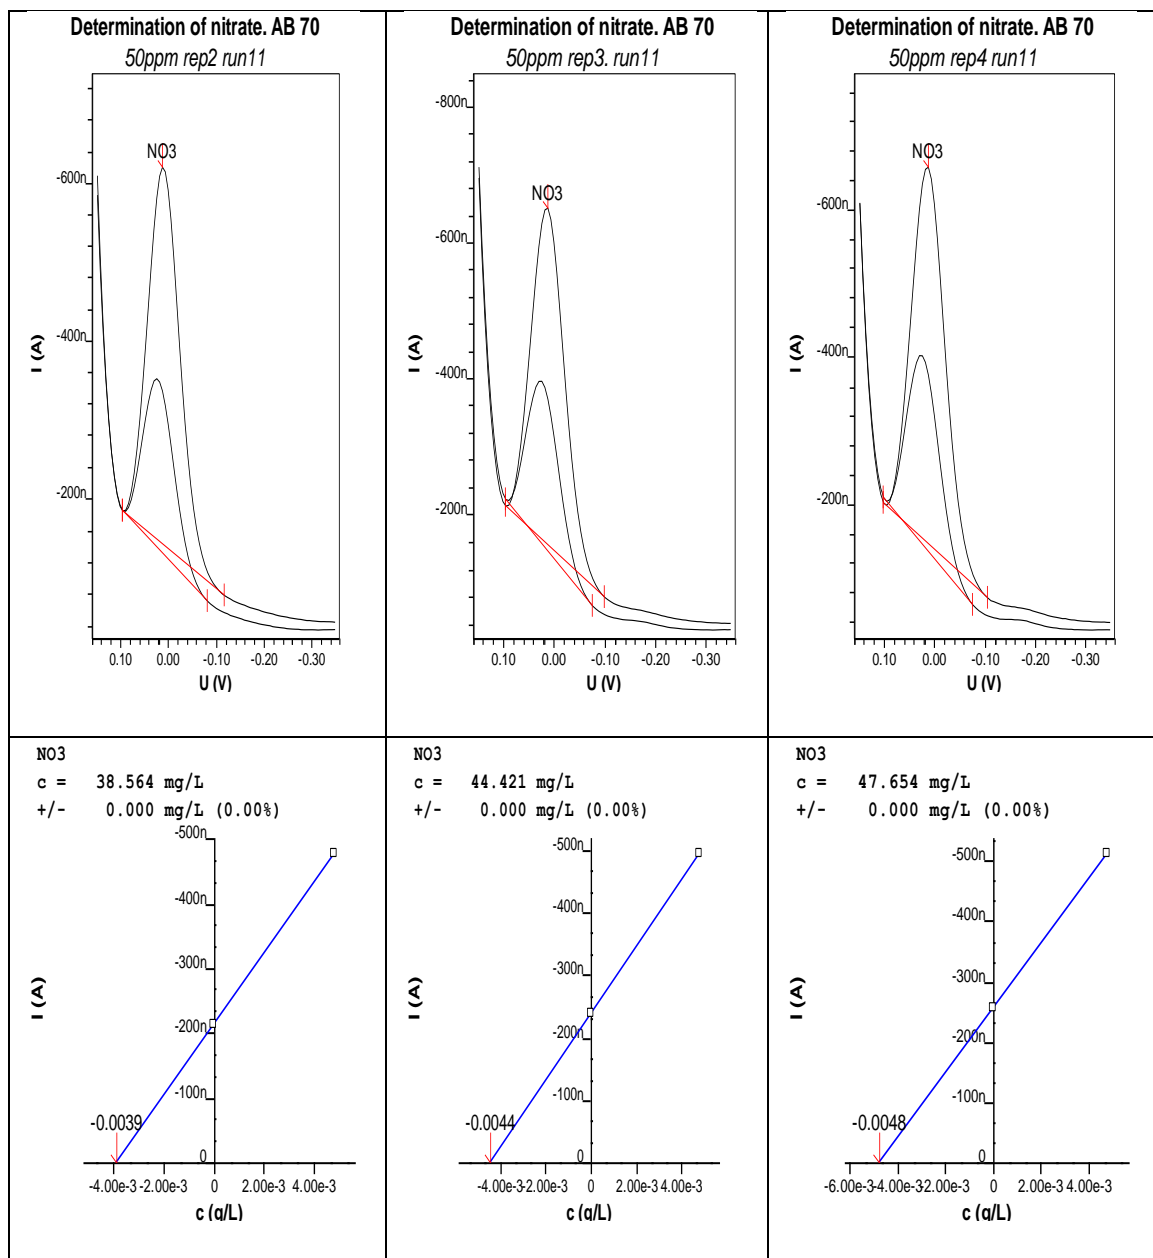 Determination of nitrate. AB 70
50ppm rep2 run11
NO3
-600n
-400n
-200n
I (A)
0.10 0.00 -0.10 -0.20 -0.30
U (V)
Determination of nitrate. AB 70
50ppm rep3. run11
-800n
NO3
-600n
-400n
-200n
I (A)
0.10 0.00 -0.10 -0.20 -0.30
U (V)
Determination of nitrate. AB 70
50ppm rep4 run11
NO3
-600n
-400n
-200n
I (A)
0.10 0.00 -0.10 -0.20 -0.30
U (V)
NO3
c = 38.564 mg/L
+/- 0.000 mg/L (0.00%)
-500n
-400n
-300n
-200n
-100n
0
I (A)
-0.0039
-4.00e-3 -2.00e-3 0 2.00e-3 4.00e-3
c (g/L)
NO3
c = 44.421 mg/L
+/- 0.000 mg/L (0.00%)
-500n
-400n
-300n
-200n
-100n
0
I (A)
-0.0044
-4.00e-3 -2.00e-3 0 2.00e-3 4.00e-3
c (g/L)
NO3
c = 47.654 mg/L
+/- 0.000 mg/L (0.00%)
-500n
-400n
-300n
-200n
-100n
0
I (A)
-0.0048
-6.00e-3 -4.00e-3 -2.00e-3 0 2.00e-3 4.00e-3
c (g/L)